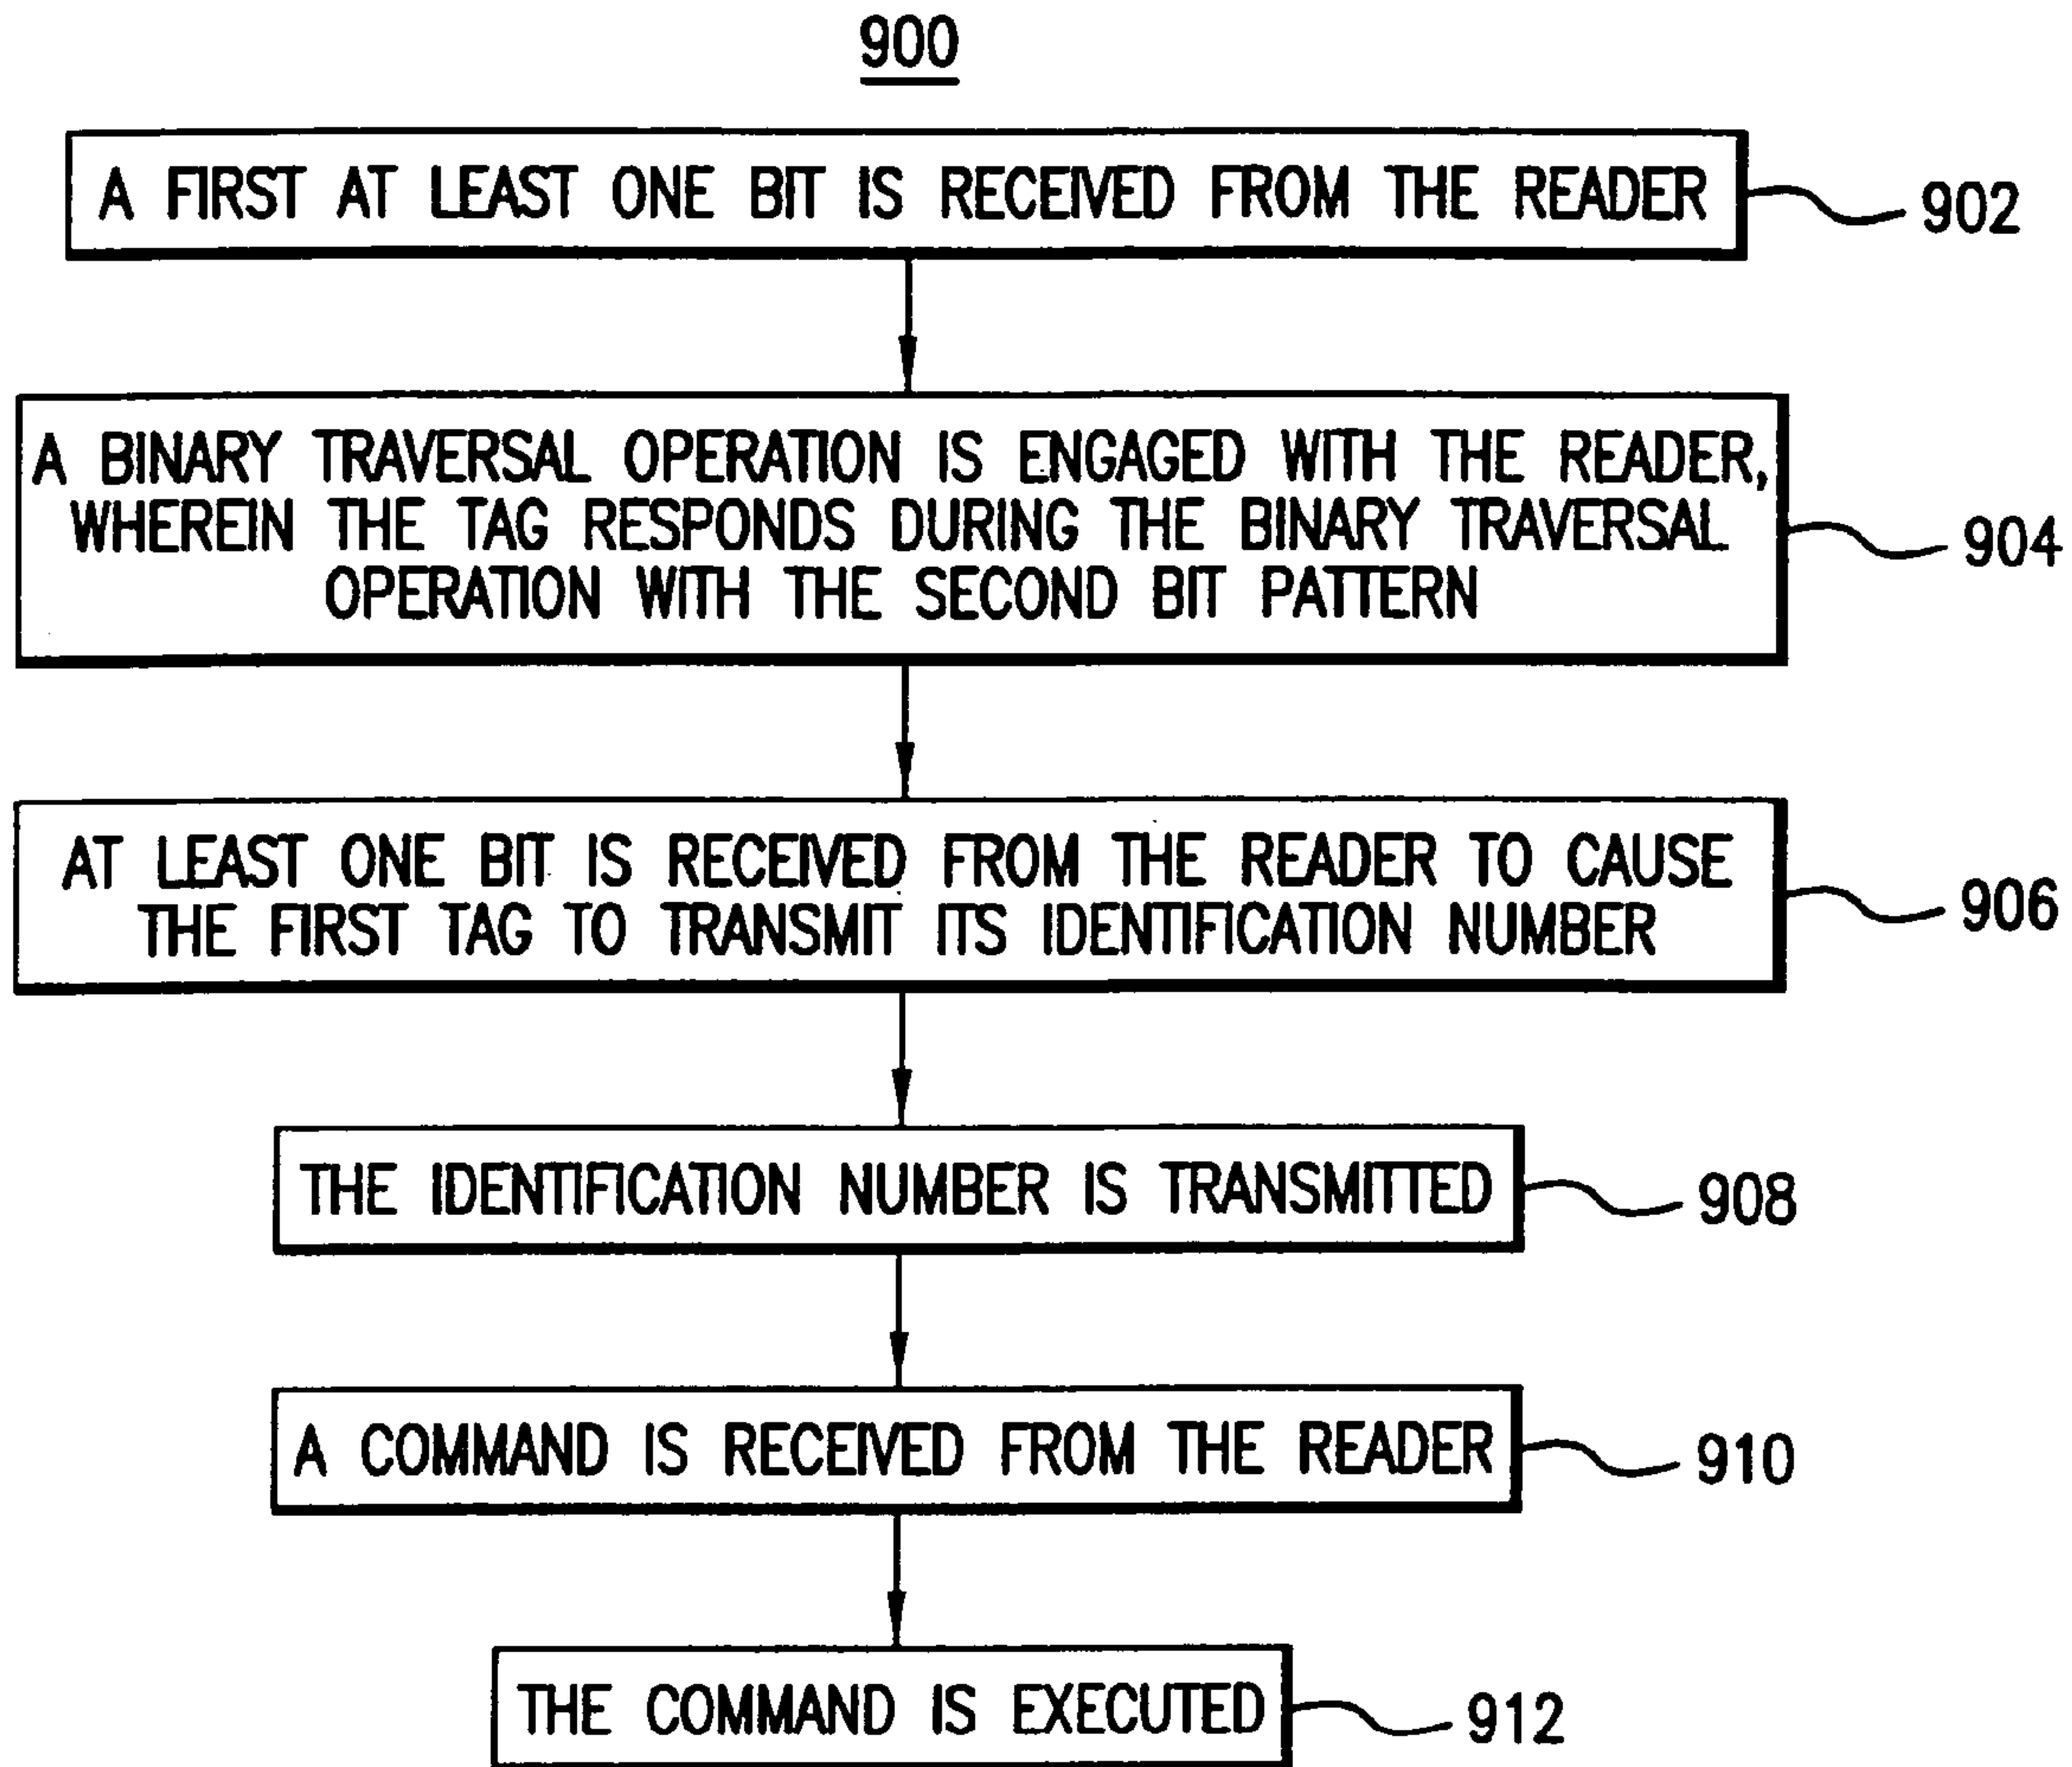 900
A FIRST AT LEAST ONE BIT IS RECEIVED FROM THE READER
902
A BINARY TRAVERSAL OPERATION IS ENGAGED WITH THE READER,
WHEREIN THE TAG RESPONDS DURING THE BINARY TRAVERSAL
OPERATION WITH THE SECOND BIT PATTERN
904
AT LEAST ONE BIT IS RECEIVED FROM THE READER TO CAUSE
THE FIRST TAG TO TRANSMIT ITS IDENTIFICATION NUMBER
906
THE IDENTIFICATION NUMBER IS TRANSMITTED
908
A COMMAND IS RECEIVED FROM THE READER
910
THE COMMAND IS EXECUTED
912